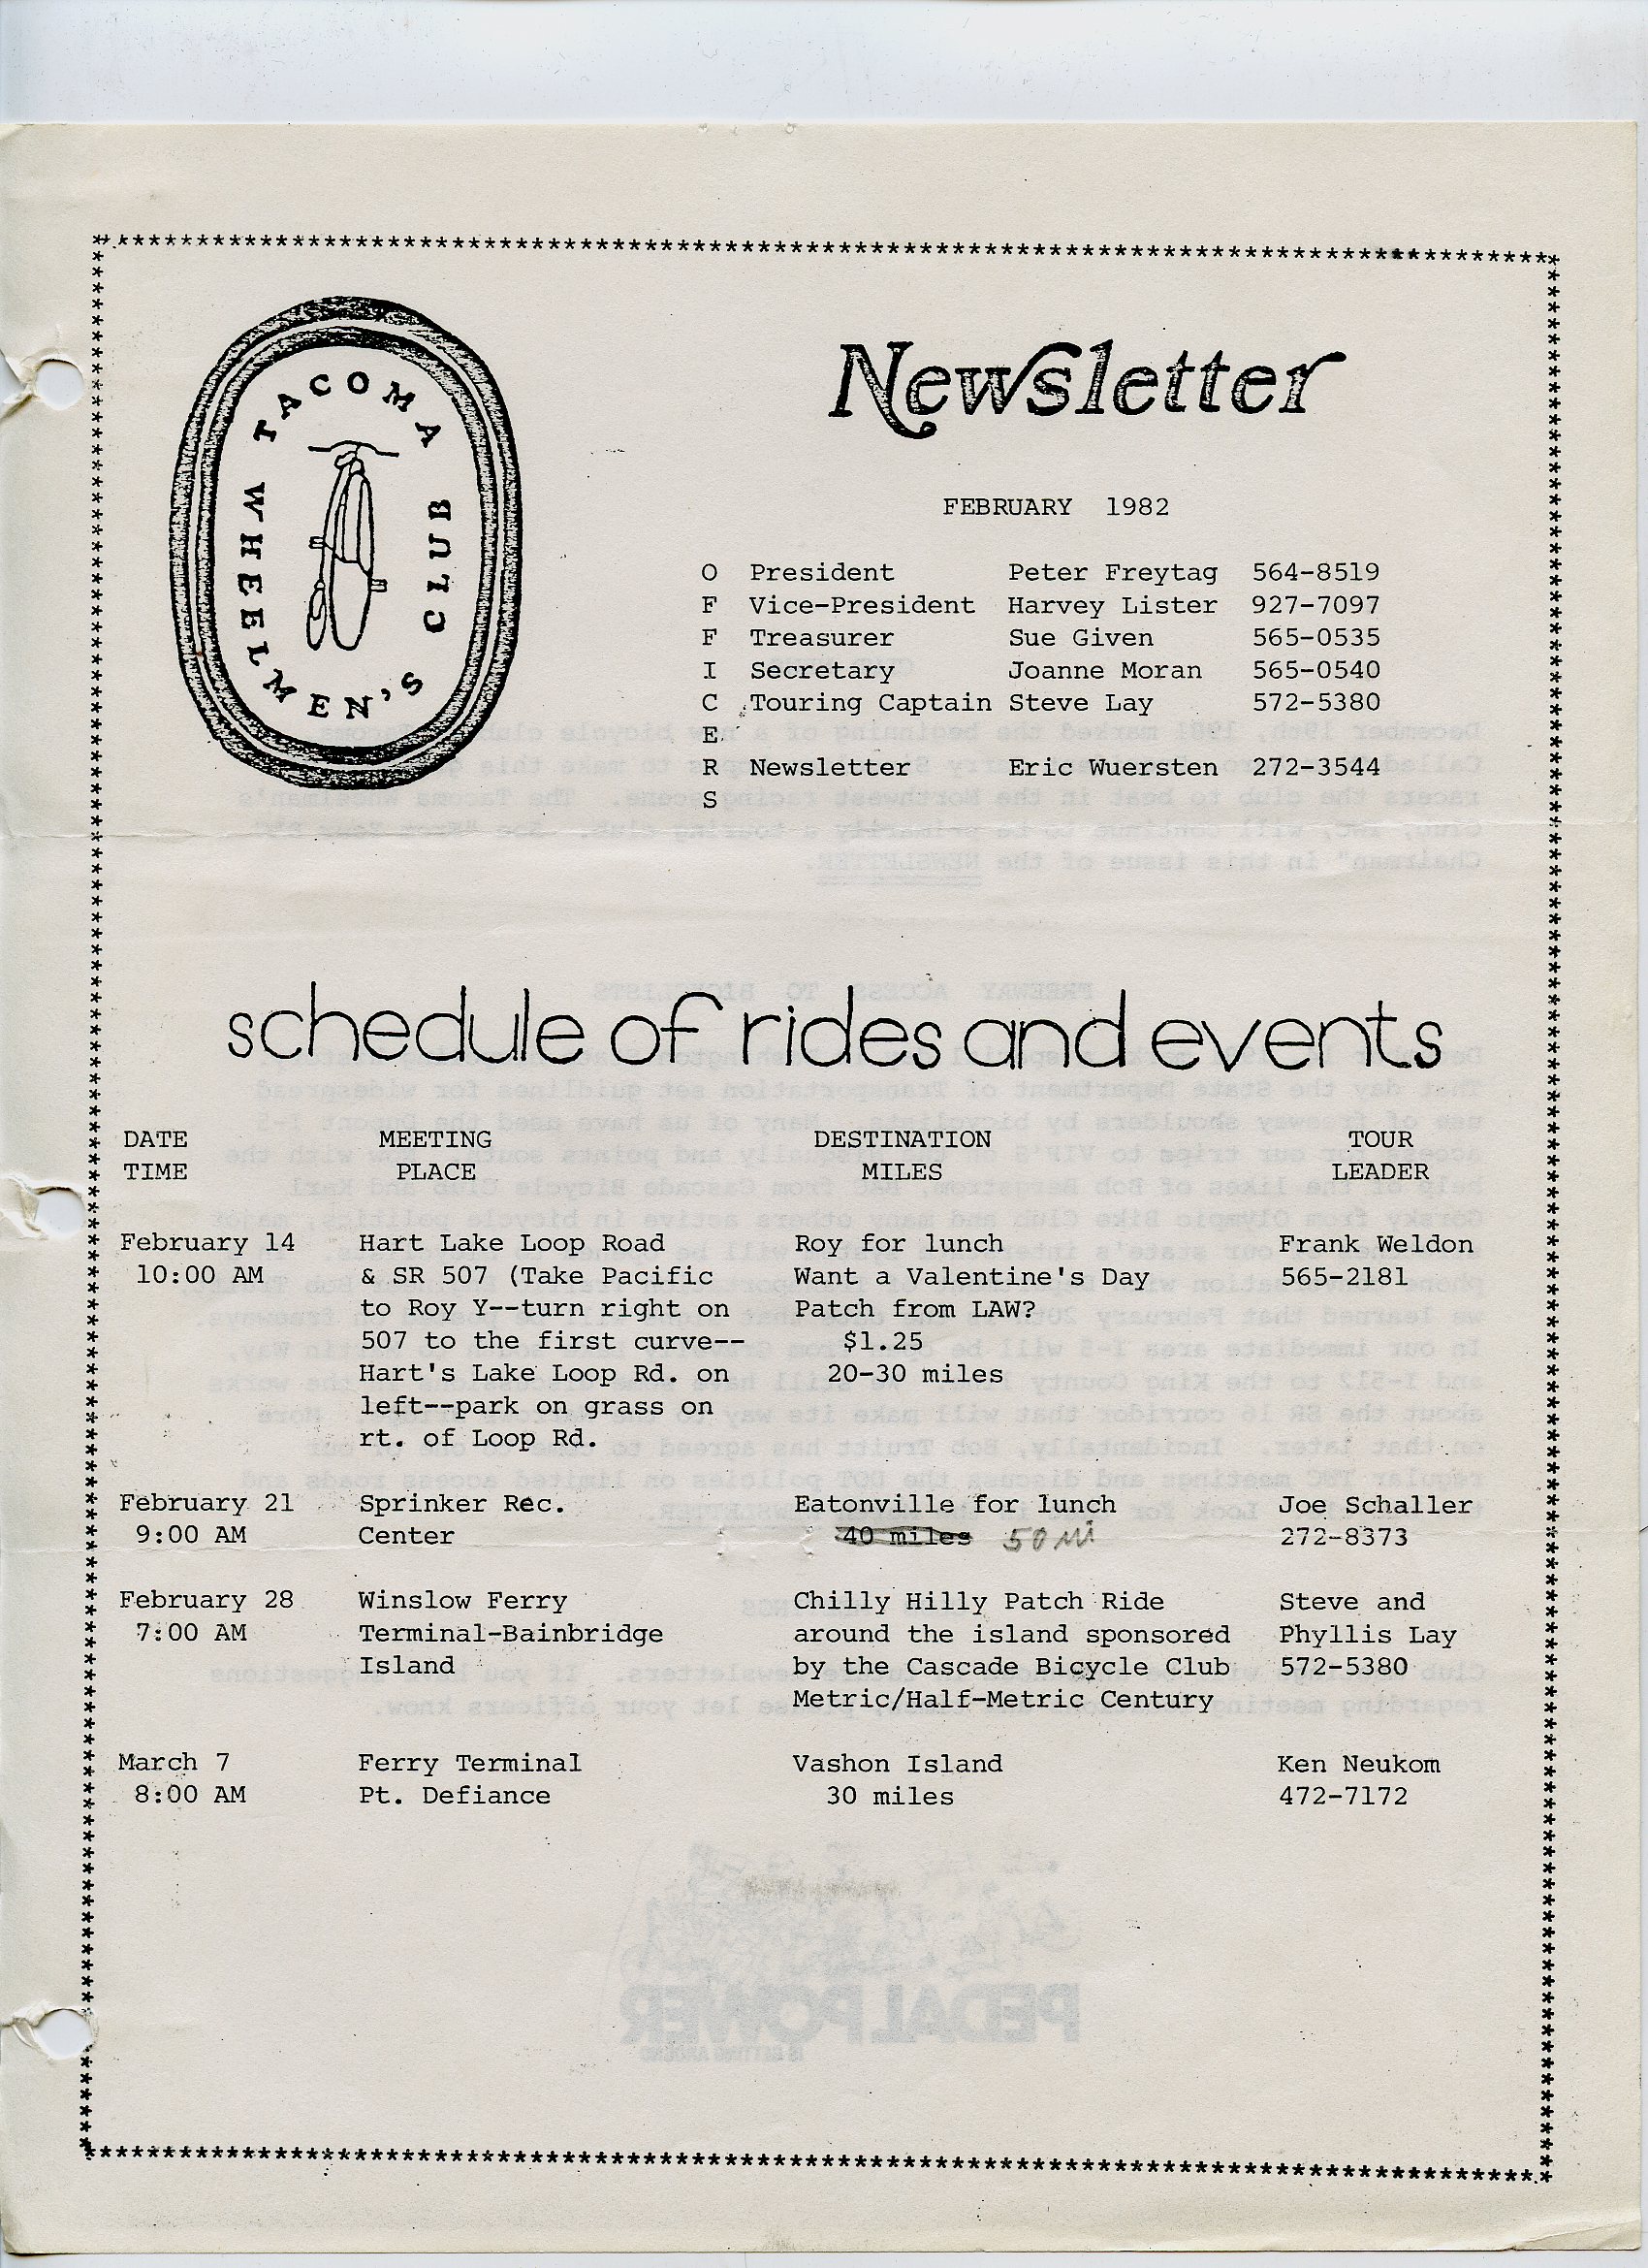 TACOMA WHEELMEN'S CLUB
Newsletter
FEBRUARY 1982
O President Peter Freytag 564-8519
F Vice-President Harvey Lister 927-7097
F Treasurer Sue Given 565-0535
I Secretary Joanne Moran 565-0540
C Touring Captain Steve Lay 572-5380
E
R Newsletter Eric Wuersten 272-3544
S
schedule of rides and events
DATE MEETING DESTINATION TOUR
TIME PLACE MILES LEADER
February 14 Hart Lake Loop Road Roy for lunch Frank Weldon
10:00 AM & SR 507 (Take Pacific Want a Valentine's Day 565-2181
to Roy Y--turn right on Patch from LAW?
507 to the first curve-- $1.25
Hart's Lake Loop Rd. on 20-30 miles
left--park on grass on
rt. of Loop Rd.
February 21 Sprinker Rec. Eatonville for lunch Joe Schaller
9:00 AM Center 40 miles 50 Mi 272-8373
February 28 Winslow Ferry Chilly Hilly Patch Ride Steve and
7:00 AM Terminal-Bainbridge around the island sponsored Phyllis Lay
Island by the Cascade Bicycle Club 572-5380
Metric/Half-Metric Century
March 7 Ferry Terminal Vashon Island Ken Neukom
8:00 AM Pt. Defiance 30 miles 472-7172
PEDAL POWER